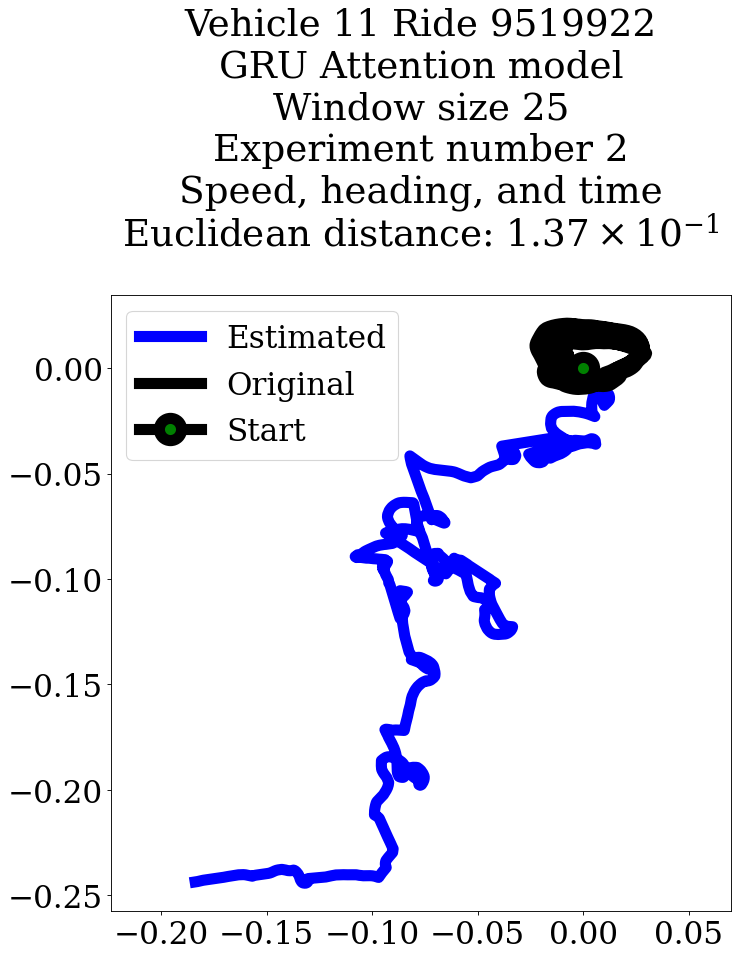 Vehicle 11 Ride 9519922
GRU Attention model
Window size 25
Experiment number 2
Speed, heading, and time
Euclidean distance: 1.37 × 10⁻¹
Estimated
Original
Start
0.00
−0.05
−0.10
−0.15
−0.20
−0.25
−0.20 −0.15 −0.10 −0.05 0.00 0.05